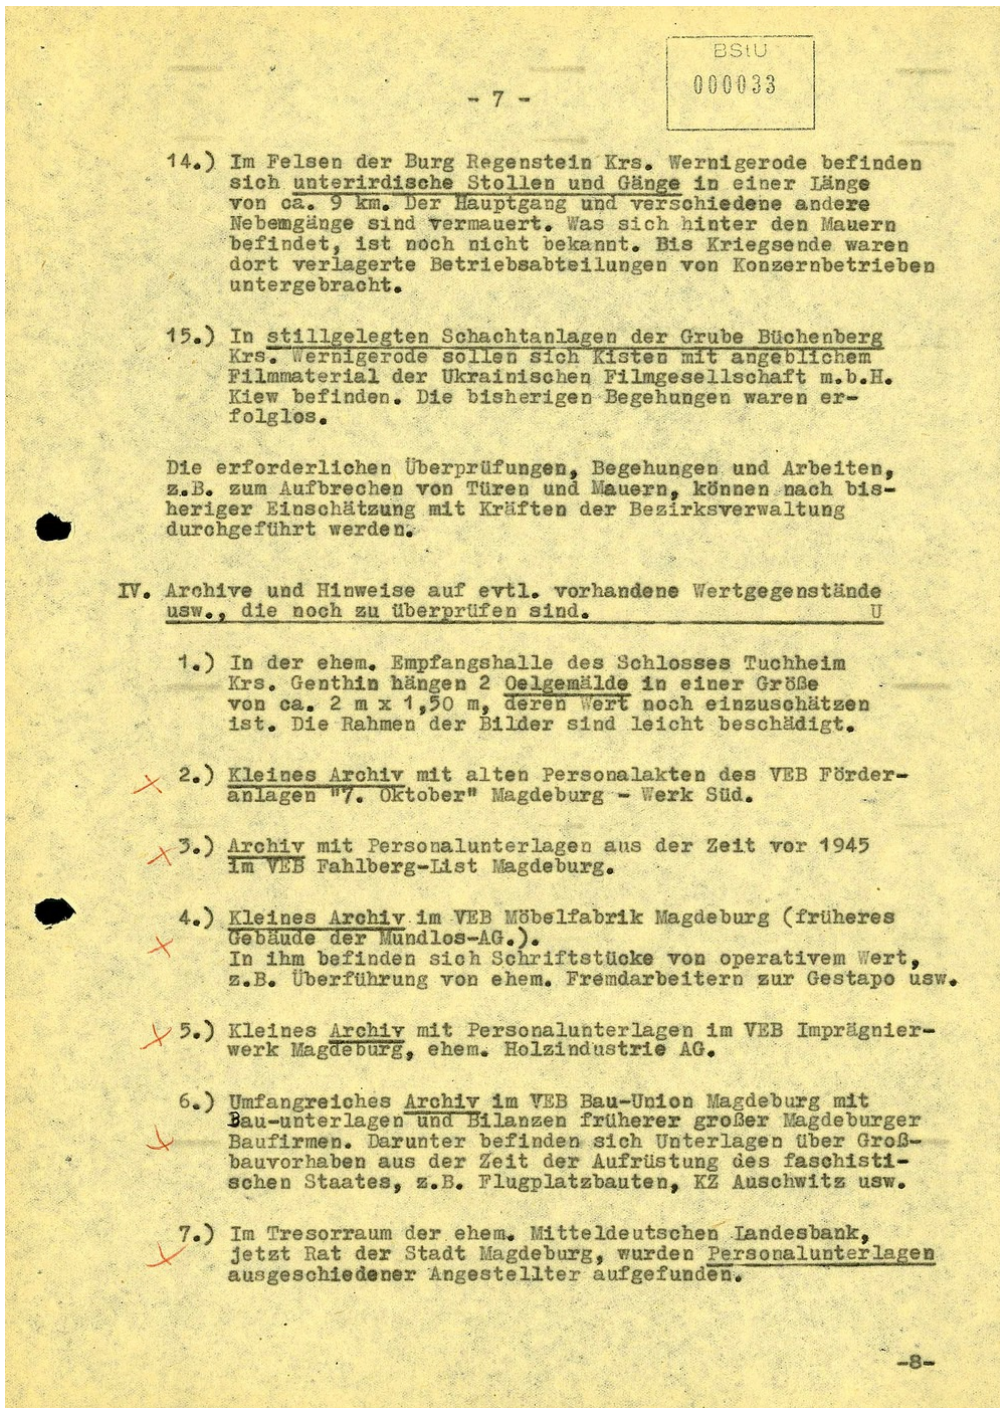 BStU
000033
- 7 -
14.) Im Felsen der Burg Regenstein Krs. Wernigerode befinden
sich unterirdische Stollen und Gänge in einer Länge
von ca. 9 km. Der Hauptgang und verschiedene andere
Nebemgänge sind vermauert. Was sich hinter den Mauern
befindet, ist noch nicht bekannt. Bis Kriegsende waren
dort verlagerte Betriebsabteilungen von Konzernbetrieben
untergebracht.
15.) In stillgelegten Schachtanlagen der Grube Büchenberg
Krs. Wernigerode sollen sich Kisten mit angeblichem
Filmmaterial der Ukrainischen Filmgesellschaft m.b.H.
Kiew befinden. Die bisherigen Begehungen waren er-
folglos.
Die erforderlichen Überprüfungen, Begehungen und Arbeiten,
z.B. zum Aufbrechen von Türen und Mauern, können nach bis-
heriger Einschätzung mit Kräften der Bezirksverwaltung
durchgeführt werden.
IV. Archive und Hinweise auf evtl. vorhandene Wertgegenstände
usw., die noch zu überprüfen sind. U
1.) In der ehem. Empfangshalle des Schlosses Tuchheim
Krs. Genthin hängen 2 Oelgemälde in einer Größe
von ca. 2 m x 1,50 m, deren Wert noch einzuschätzen
ist. Die Rahmen der Bilder sind leicht beschädigt.
2.) Kleines Archiv mit alten Personalakten des VEB Förder-
anlagen "7. Oktober" Magdeburg - Werk Süd.
3.) Archiv mit Personalunterlagen aus der Zeit vor 1945
im VEB Fahlberg-List Magdeburg.
4.) Kleines Archiv im VEB Möbelfabrik Magdeburg (früheres
Gebäude der Mundlos-AG.).
In ihm befinden sich Schriftstücke von operativem Wert,
z.B. Überführung von ehem. Fremdarbeitern zur Gestapo usw.
5.) Kleines Archiv mit Personalunterlagen im VEB Imprägnier-
werk Magdeburg, ehem. Holzindustrie AG.
6.) Umfangreiches Archiv im VEB Bau-Union Magdeburg mit
Bau-unterlagen und Bilanzen früherer großer Magdeburger
Baufirmen. Darunter befinden sich Unterlagen über Groß-
bauvorhaben aus der Zeit der Aufrüstung des faschisti-
schen Staates, z.B. Flugplatzbauten, KZ Auschwitz usw.
7.) Im Tresorraum der ehem. Mitteldeutschen Landesbank,
jetzt Rat der Stadt Magdeburg, wurden Personalunterlagen
ausgeschiedener Angestellter aufgefunden.
-8-